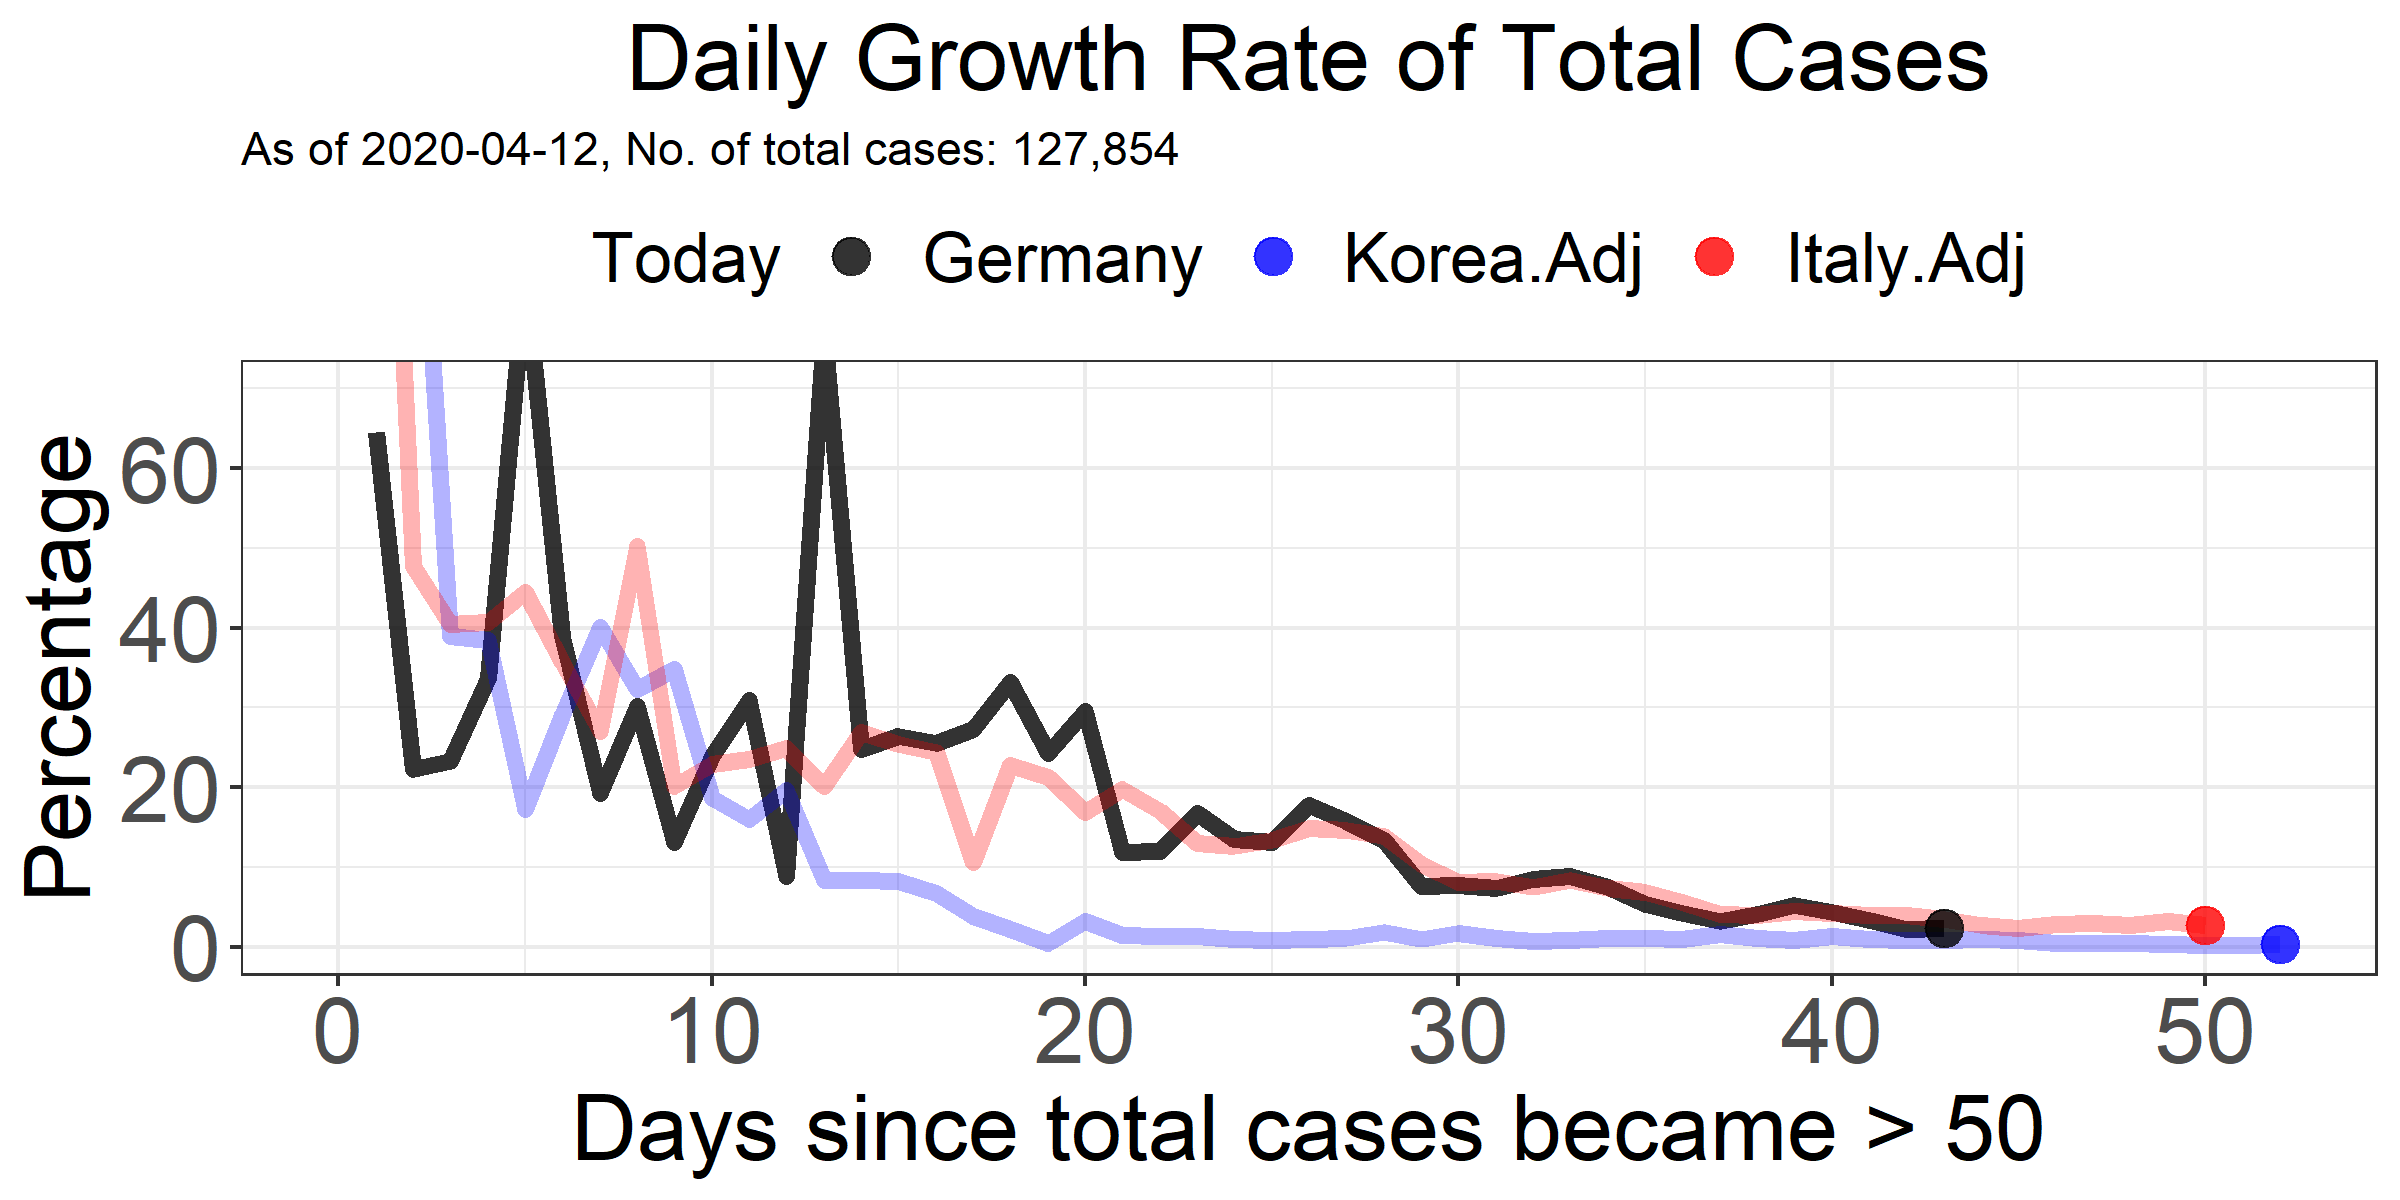 Daily Growth Rate of Total Cases
As of 2020-04-12, No. of total cases: 127,854
Today Germany Korea.Adj Italy.Adj
Percentage
60
40
20
0
0 10 20 30 40 50
Days since total cases became > 50